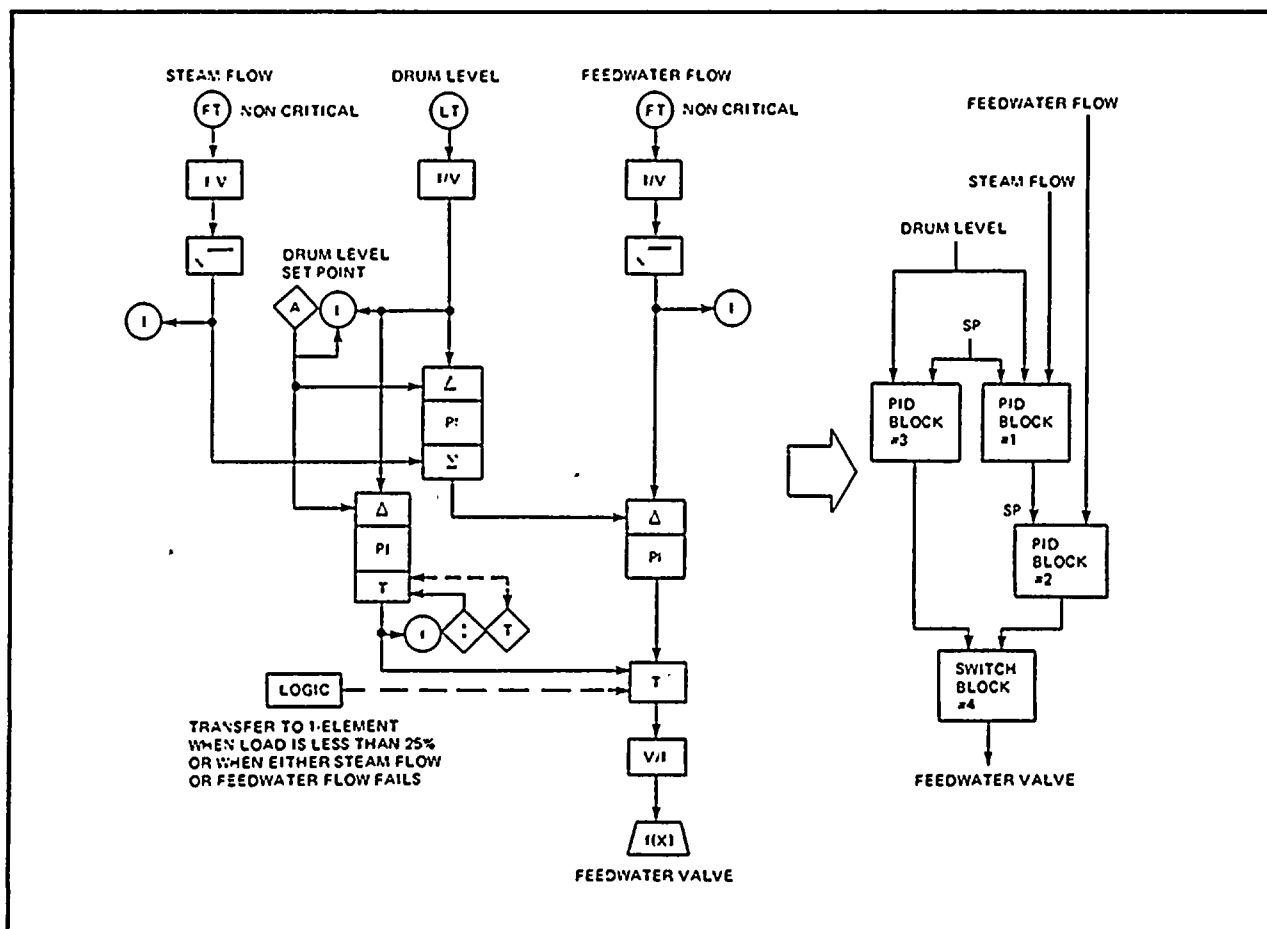 STEAM FLOW
DRUM LEVEL
FEEDWATER FLOW
FT
NON CRITICAL
LT
FT
NON CRITICAL
I/V
I/V
I/V
√
√
DRUM LEVEL
SET POINT
A
I
I
I
Δ
PI
Σ
Δ
PI
T
Δ
PI
I
T
T
LOGIC
TRANSFER TO 1-ELEMENT
WHEN LOAD IS LESS THAN 25%
OR WHEN EITHER STEAM FLOW
OR FEEDWATER FLOW FAILS
V/I
f(X)
FEEDWATER VALVE
FEEDWATER FLOW
STEAM FLOW
DRUM LEVEL
SP
PID
BLOCK
#3
PID
BLOCK
#1
SP
PID
BLOCK
#2
SWITCH
BLOCK
#4
FEEDWATER VALVE